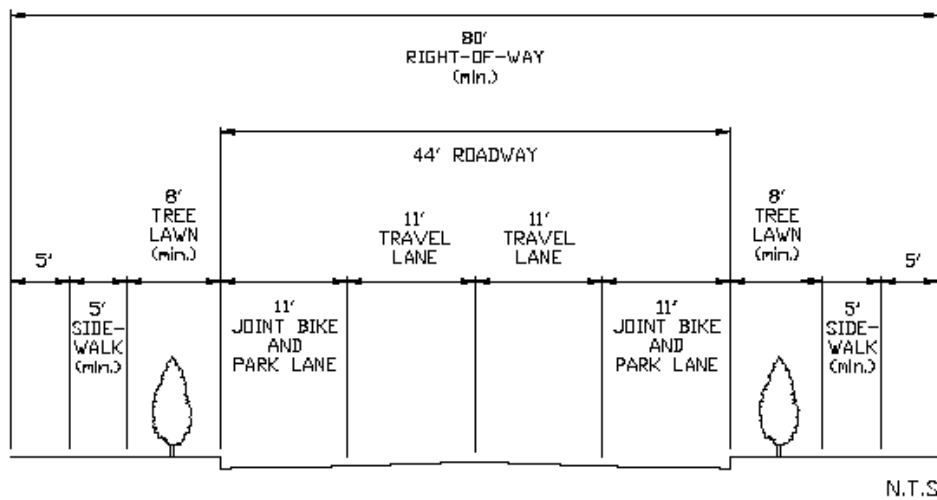 80'
RIGHT-OF-WAY
(min.)
44' ROADWAY
8'
TREE
LAWN
(min.)
11'
TRAVEL
LANE
11'
TRAVEL
LANE
8'
TREE
LAWN
(min.)
5'
5'
5'
SIDE-
WALK
(min.)
11'
JOINT BIKE
AND
PARK LANE
11'
JOINT BIKE
AND
PARK LANE
5'
SIDE-
WALK
(min.)
N.T.S